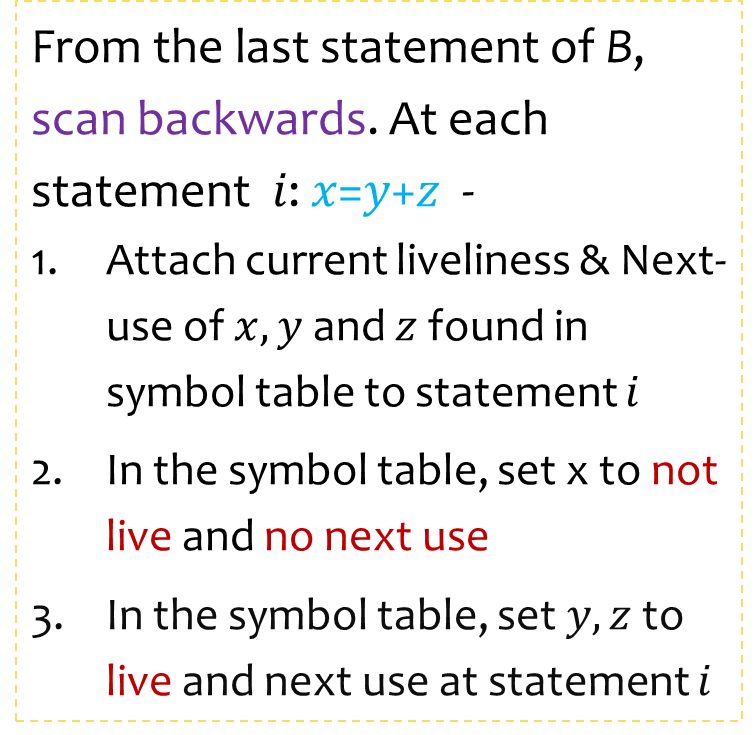 From the last statement of B,
scan backwards. At each
statement i: x=y+z -
1. Attach current liveliness & Next-
use of x, y and z found in
symbol table to statement i
2. In the symbol table, set x to not
live and no next use
3. In the symbol table, set y, z to
live and next use at statement i